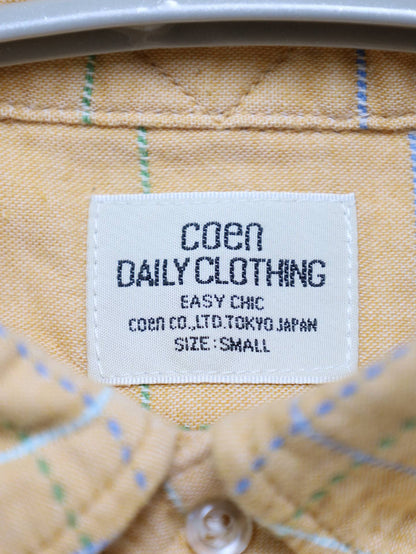 coen
DAILY CLOTHING
EASY CHIC
coen CO.,LTD.TOKYO JAPAN
SIZE:SMALL